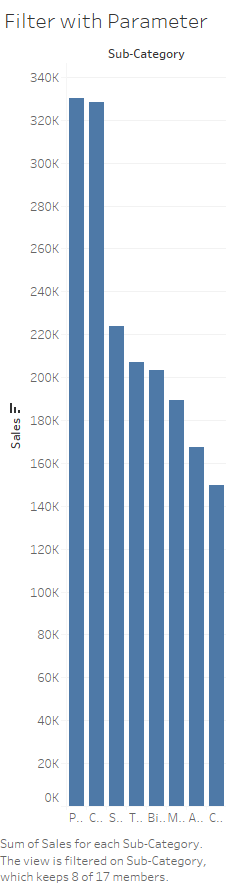 Filter with Parameter
Sub-Category
340K
320K
300K
280K
260K
240K
220K
200K
180K
160K
140K
120K
100K
80K
60K
40K
20K
0K
Sales
P.. C.. S.. T.. Bi.. M.. A.. C..
Sum of Sales for each Sub-Category.
The view is filtered on Sub-Category,
which keeps 8 of 17 members.